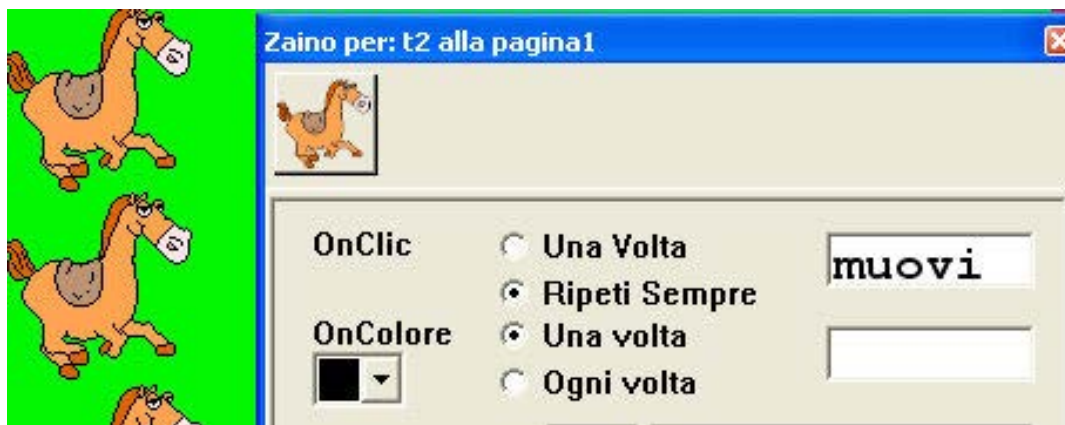 Zaino per: t2 alla pagina1
OnClic
Una Volta
muovi
Ripeti Sempre
OnColore
Una volta
Ogni volta